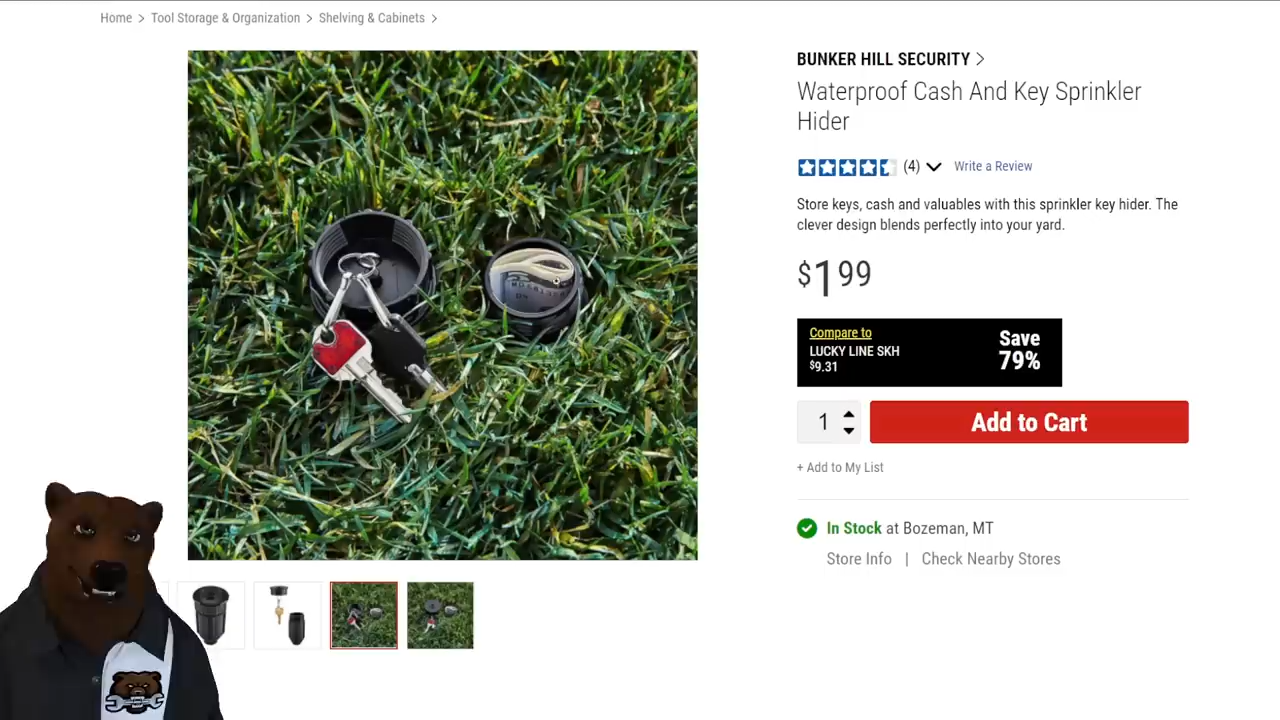 Home > Tool Storage & Organization > Shelving & Cabinets >
BUNKER HILL SECURITY >
Waterproof Cash And Key Sprinkler
Hider
(4) Write a Review
Store keys, cash and valuables with this sprinkler key hider. The
clever design blends perfectly into your yard.
$1 99
Compare to
LUCKY LINE SKH
$9.31
Save
79%
1
Add to Cart
+ Add to My List
In Stock at Bozeman, MT
Store Info | Check Nearby Stores